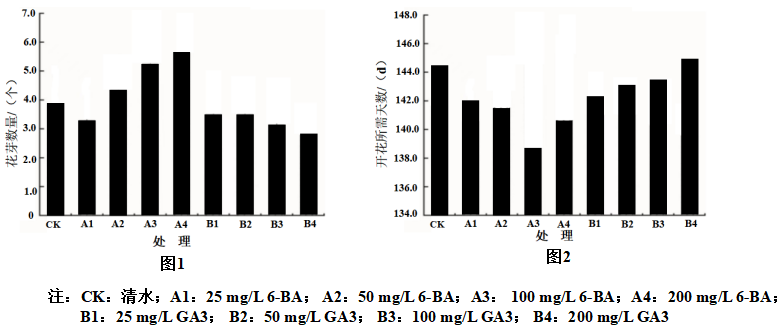 7.0
6.0
5.0
4.0
3.0
2.0
1.0
0
花芽数量/（个）
CK A1 A2 A3 A4 B1 B2 B3 B4
处 理
图1
148.0
146.0
144.0
142.0
140.0
138.0
136.0
134.0
开花所需天数/（d）
CK A1 A2 A3 A4 B1 B2 B3 B4
处 理
图2
注：CK：清水；A1：25 mg/L 6-BA； A2：50 mg/L 6-BA； A3： 100 mg/L 6-BA； A4：200 mg/L 6-BA；
B1：25 mg/L GA3； B2：50 mg/L GA3； B3：100 mg/L GA3； B4：200 mg/L GA3